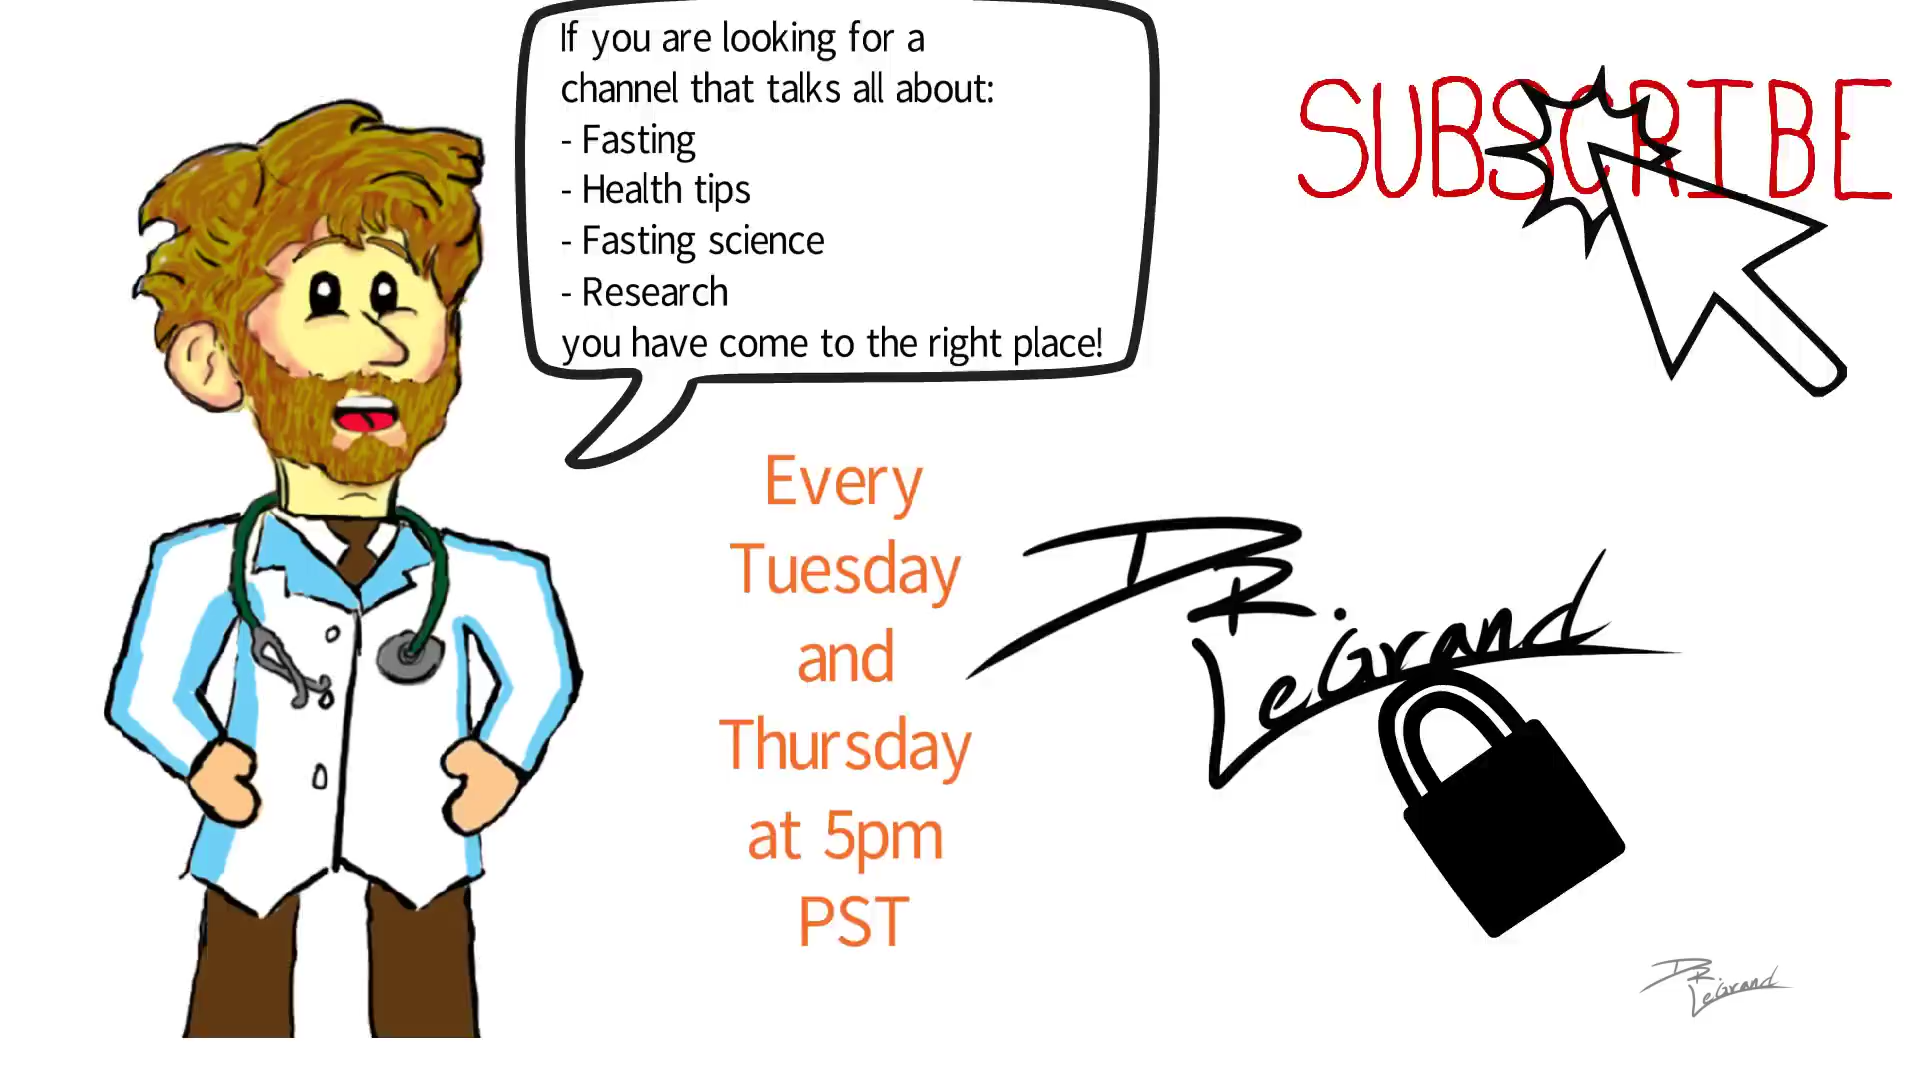 If you are looking for a
channel that talks all about:
- Fasting
- Health tips
- Fasting science
- Research
you have come to the right place!
SUBSCRIBE
Every
Tuesday
and
Thursday
at 5pm
PST
DR.
LeGrand
DR.
LeGrand